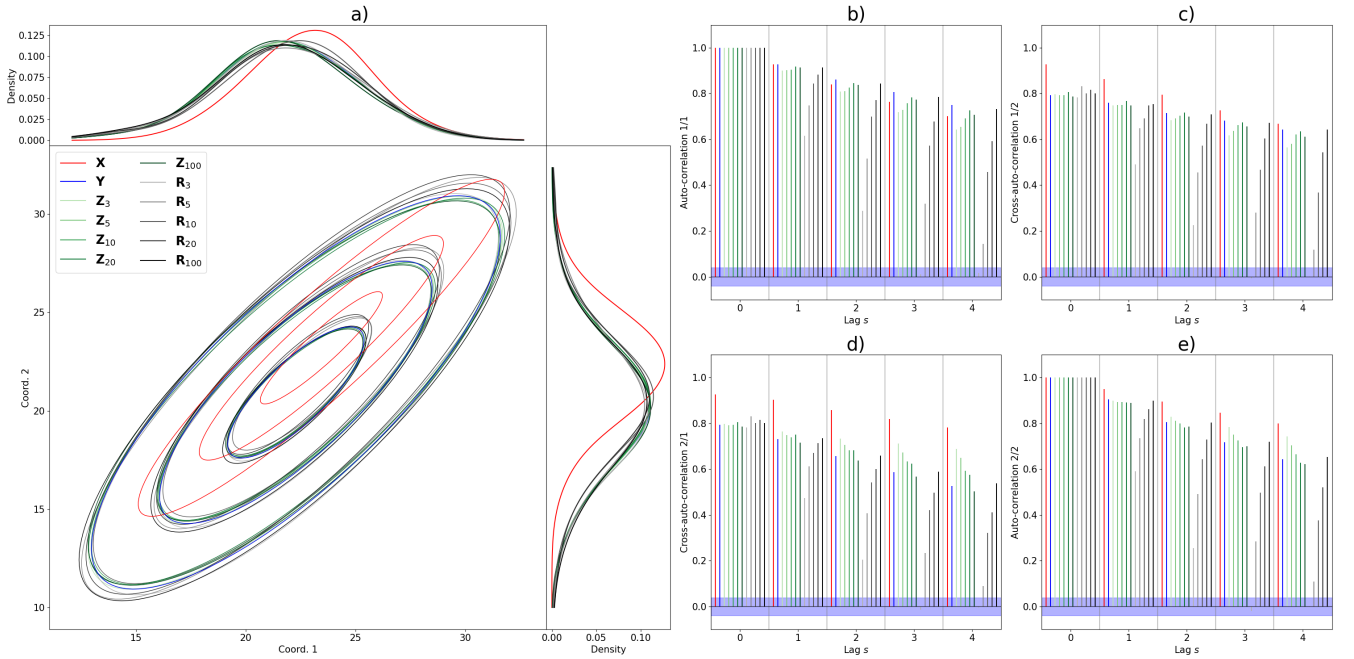 a)
0.125
0.100
0.075
0.050
0.025
0.000
Density
X
Y
Z3
Z5
Z10
Z20
Z100
R3
R5
R10
R20
R100
30
25
20
15
10
Coord. 2
15
20
25
30
Coord. 1
0.00
0.05
0.10
Density
b)
1.0
0.8
0.6
0.4
0.2
0.0
Auto-correlation 1/1
0
1
2
3
4
Lag s
c)
1.0
0.8
0.6
0.4
0.2
0.0
Cross-auto-correlation 1/2
0
1
2
3
4
Lag s
d)
1.0
0.8
0.6
0.4
0.2
0.0
Cross-auto-correlation 2/1
0
1
2
3
4
Lag s
e)
1.0
0.8
0.6
0.4
0.2
0.0
Auto-correlation 2/2
0
1
2
3
4
Lag s